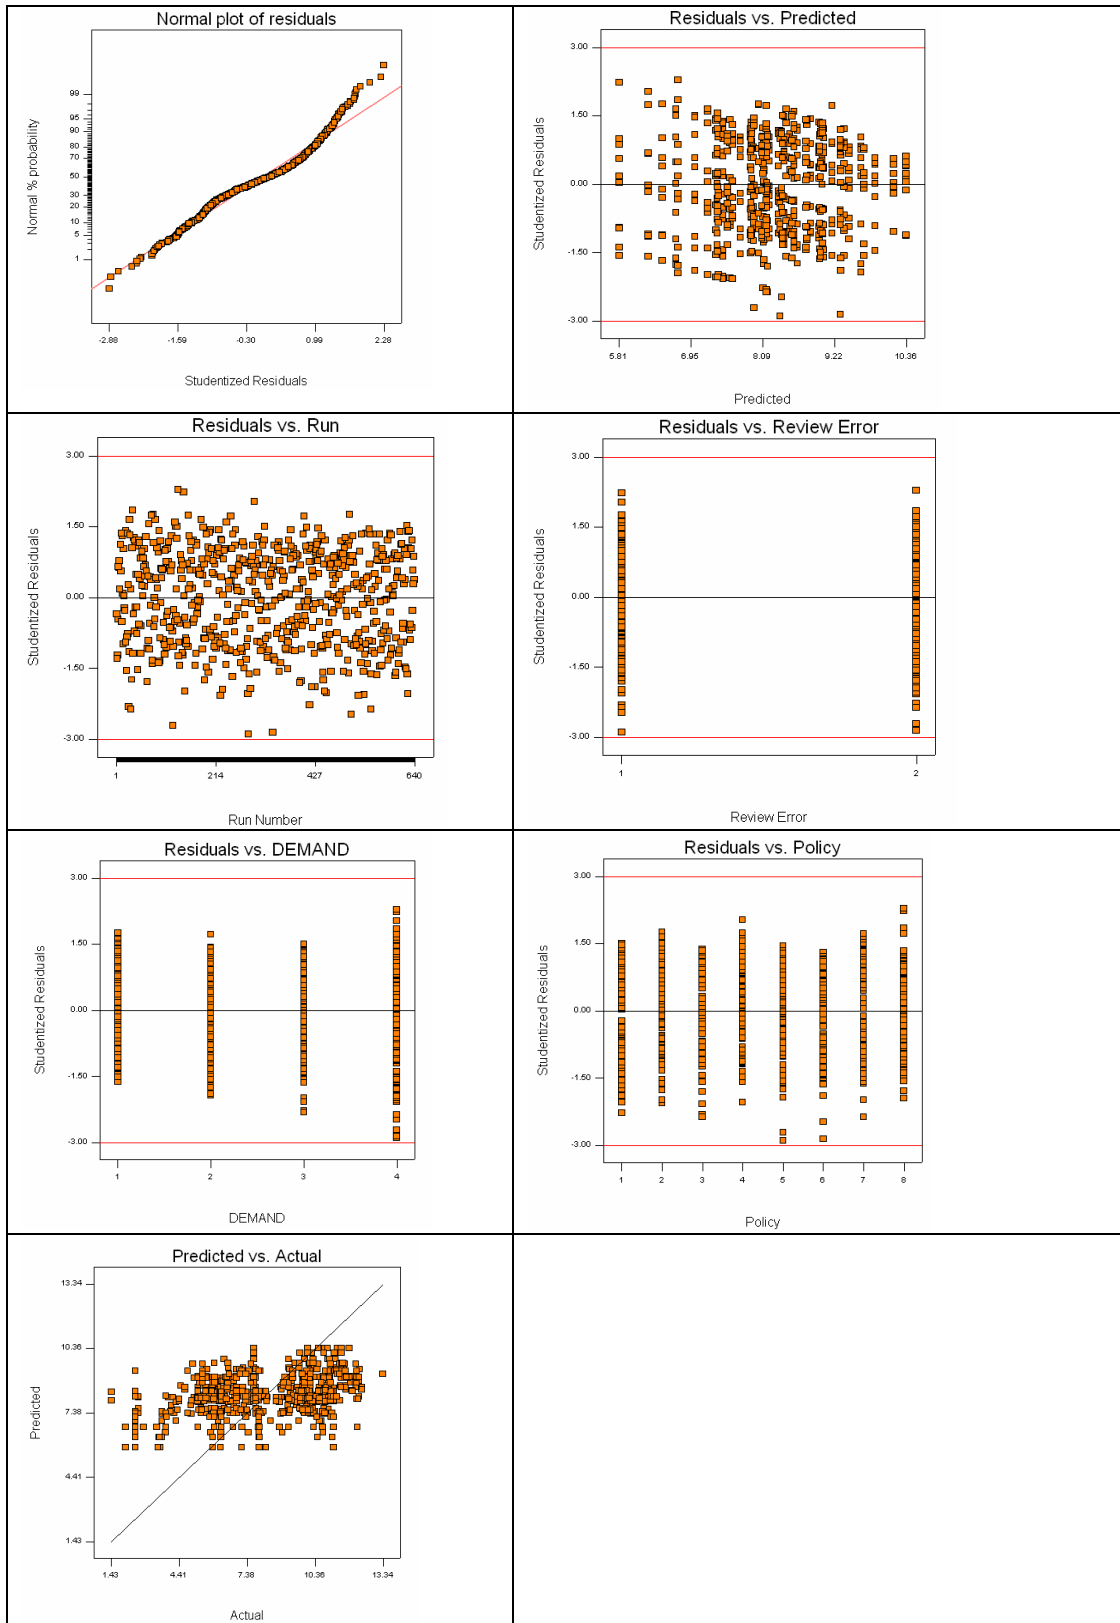 Normal plot of residuals
Normal % probability
99
95
90
80
70
50
30
20
10
5
1
-2.88 -1.59 -0.30 0.99 2.28
Studentized Residuals
Residuals vs. Predicted
Studentized Residuals
3.00
1.50
0.00
-1.50
-3.00
5.81 6.95 8.09 9.22 10.36
Predicted
Residuals vs. Run
Studentized Residuals
3.00
1.50
0.00
-1.50
-3.00
1 214 427 640
Run Number
Residuals vs. Review Error
Studentized Residuals
3.00
1.50
0.00
-1.50
-3.00
1 2
Review Error
Residuals vs. DEMAND
Studentized Residuals
3.00
1.50
0.00
-1.50
-3.00
1 2 3 4
DEMAND
Residuals vs. Policy
Studentized Residuals
3.00
1.50
0.00
-1.50
-3.00
1 2 3 4 5 6 7 8
Policy
Predicted vs. Actual
Predicted
13.34
10.36
7.38
4.41
1.43
1.43 4.41 7.38 10.36 13.34
Actual